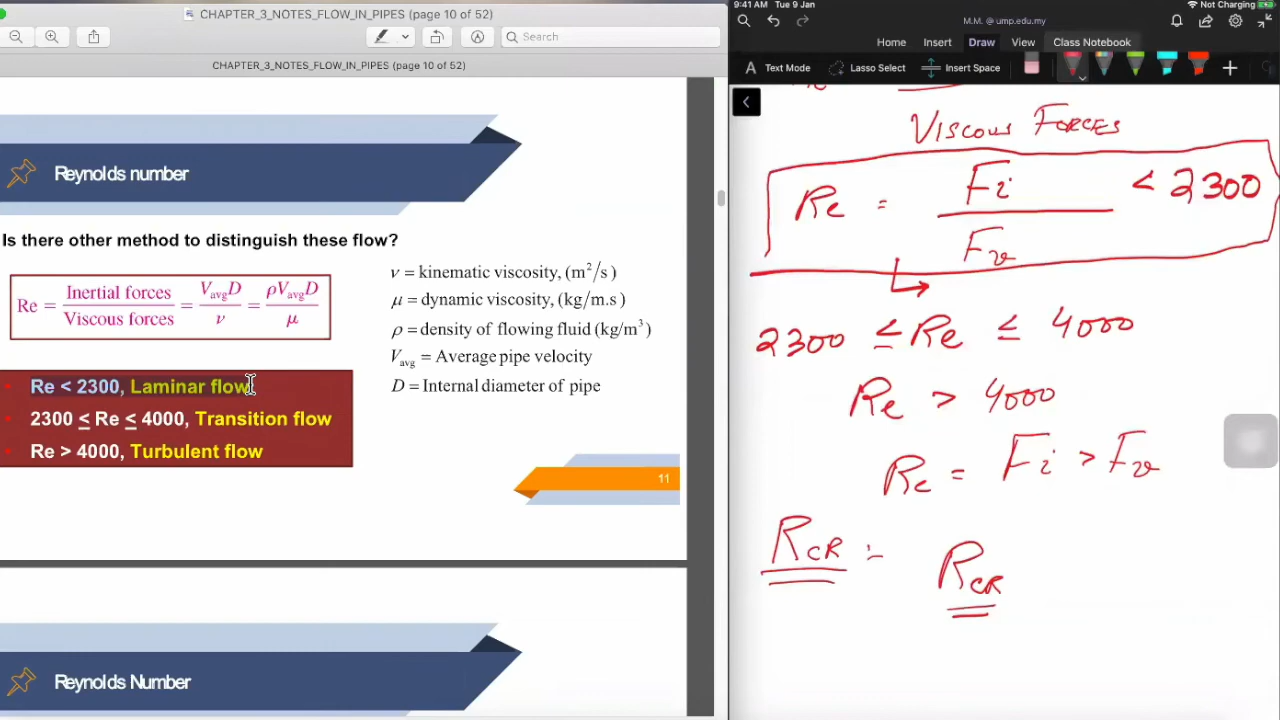 CHAPTER_3_NOTES_FLOW_IN_PIPES (page 10 of 52)
Search
CHAPTER_3_NOTES_FLOW_IN_PIPES (page 10 of 52)
Reynolds number
Is there other method to distinguish these flow?
Re = Inertial forces / Viscous forces = V_avg D / ν = ρV_avg D / μ
ν = kinematic viscosity, (m²/s)
μ = dynamic viscosity, (kg/m.s)
ρ = density of flowing fluid (kg/m³)
V_avg = Average pipe velocity
D = Internal diameter of pipe
Re < 2300, Laminar flow
2300 ≤ Re ≤ 4000, Transition flow
Re > 4000, Turbulent flow
11
Reynolds Number
9:41 AM Tue 9 Jan
Not Charging
M.M. @ ump.edu.my
Home Insert Draw View Class Notebook
A Text Mode Lasso Select Insert Space
Viscous Forces
Re = Fi / Fv < 2300
2300 ≤ Re ≤ 4000
Re > 4000
Re = Fi > Fv
RCR = RCR